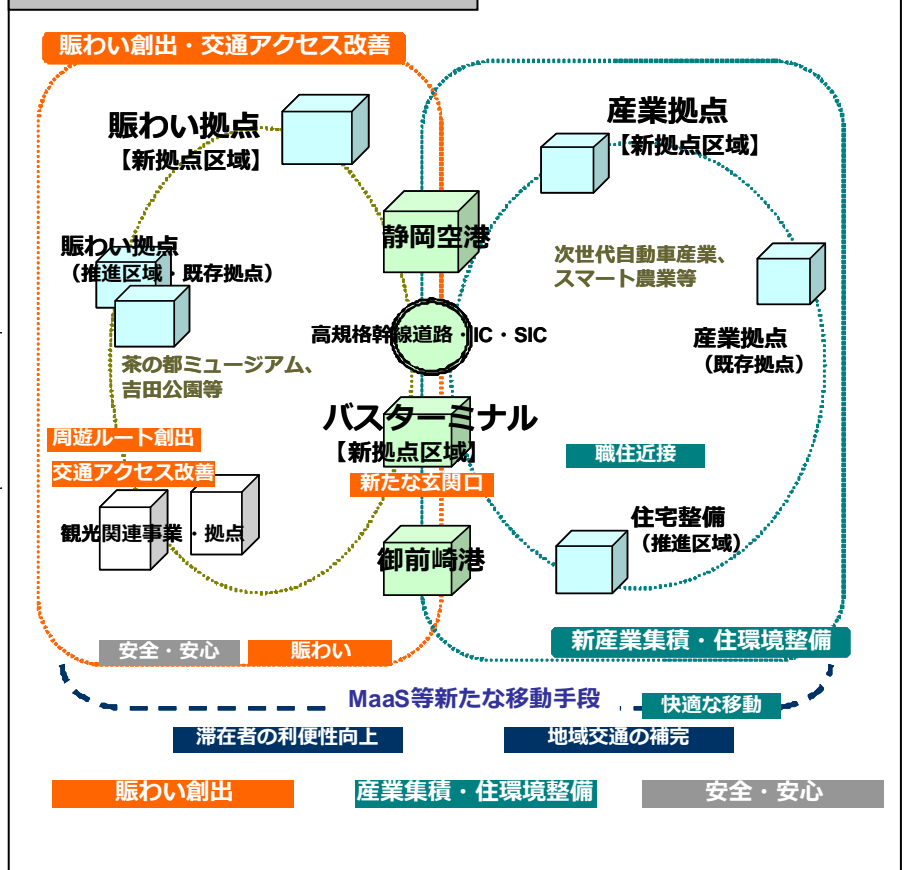 賑わい創出・交通アクセス改善
賑わい拠点
【新拠点区域】
産業拠点
【新拠点区域】
静岡空港
賑わい拠点
（推進区域・既存拠点）
次世代自動車産業、
スマート農業等
高規格幹線道路・IC・SIC
産業拠点
（既存拠点）
茶の都ミュージアム、
吉田公園等
バスターミナル
【新拠点区域】
新たな玄関口
周遊ルート創出
交通アクセス改善
職住近接
観光関連事業・拠点
住宅整備
（推進区域）
御前崎港
新産業集積・住環境整備
安全・安心
賑わい
MaaS等新たな移動手段
快適な移動
滞在者の利便性向上
地域交通の補完
賑わい創出
産業集積・住環境整備
安全・安心